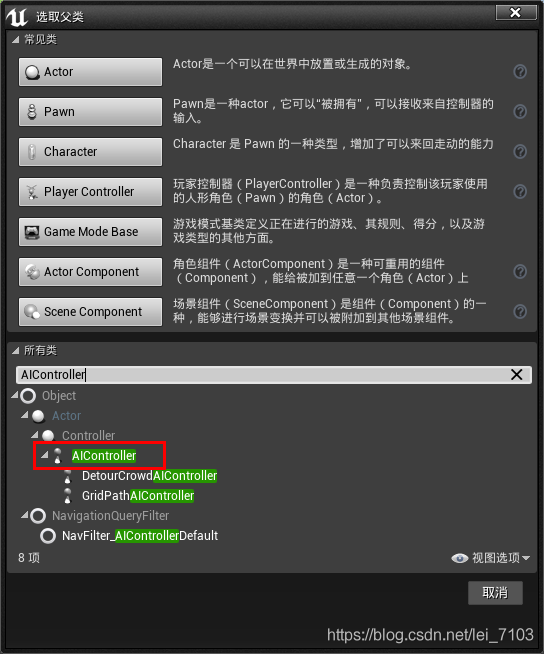 选取父类
常见类
Actor
Actor是一个可以在世界中放置或生成的对象。
Pawn
Pawn是一种actor，它可以“被拥有”，可以接收来自控制器的
输入。
Character
Character 是 Pawn 的一种类型，增加了可以来回走动的能力
Player Controller
玩家控制器（PlayerController）是一种负责控制该玩家使用
的人形角色（Pawn）的角色（Actor）。
Game Mode Base
游戏模式基类定义正在进行的游戏、其规则、得分，以及游
戏类型的其他方面。
Actor Component
角色组件（ActorComponent）是一种可重用的组件
（Component），能给被加到任意一个角色（Actor）上
Scene Component
场景组件（SceneComponent）是组件（Component）的一
种，能够进行场景变换并可以被附加到其他场景组件。
所有类
AIController
Object
Actor
Controller
AIController
DetourCrowdAIController
GridPathAIController
NavigationQueryFilter
NavFilter_AIControllerDefault
8 项
视图选项
取消
https://blog.csdn.net/lei_7103